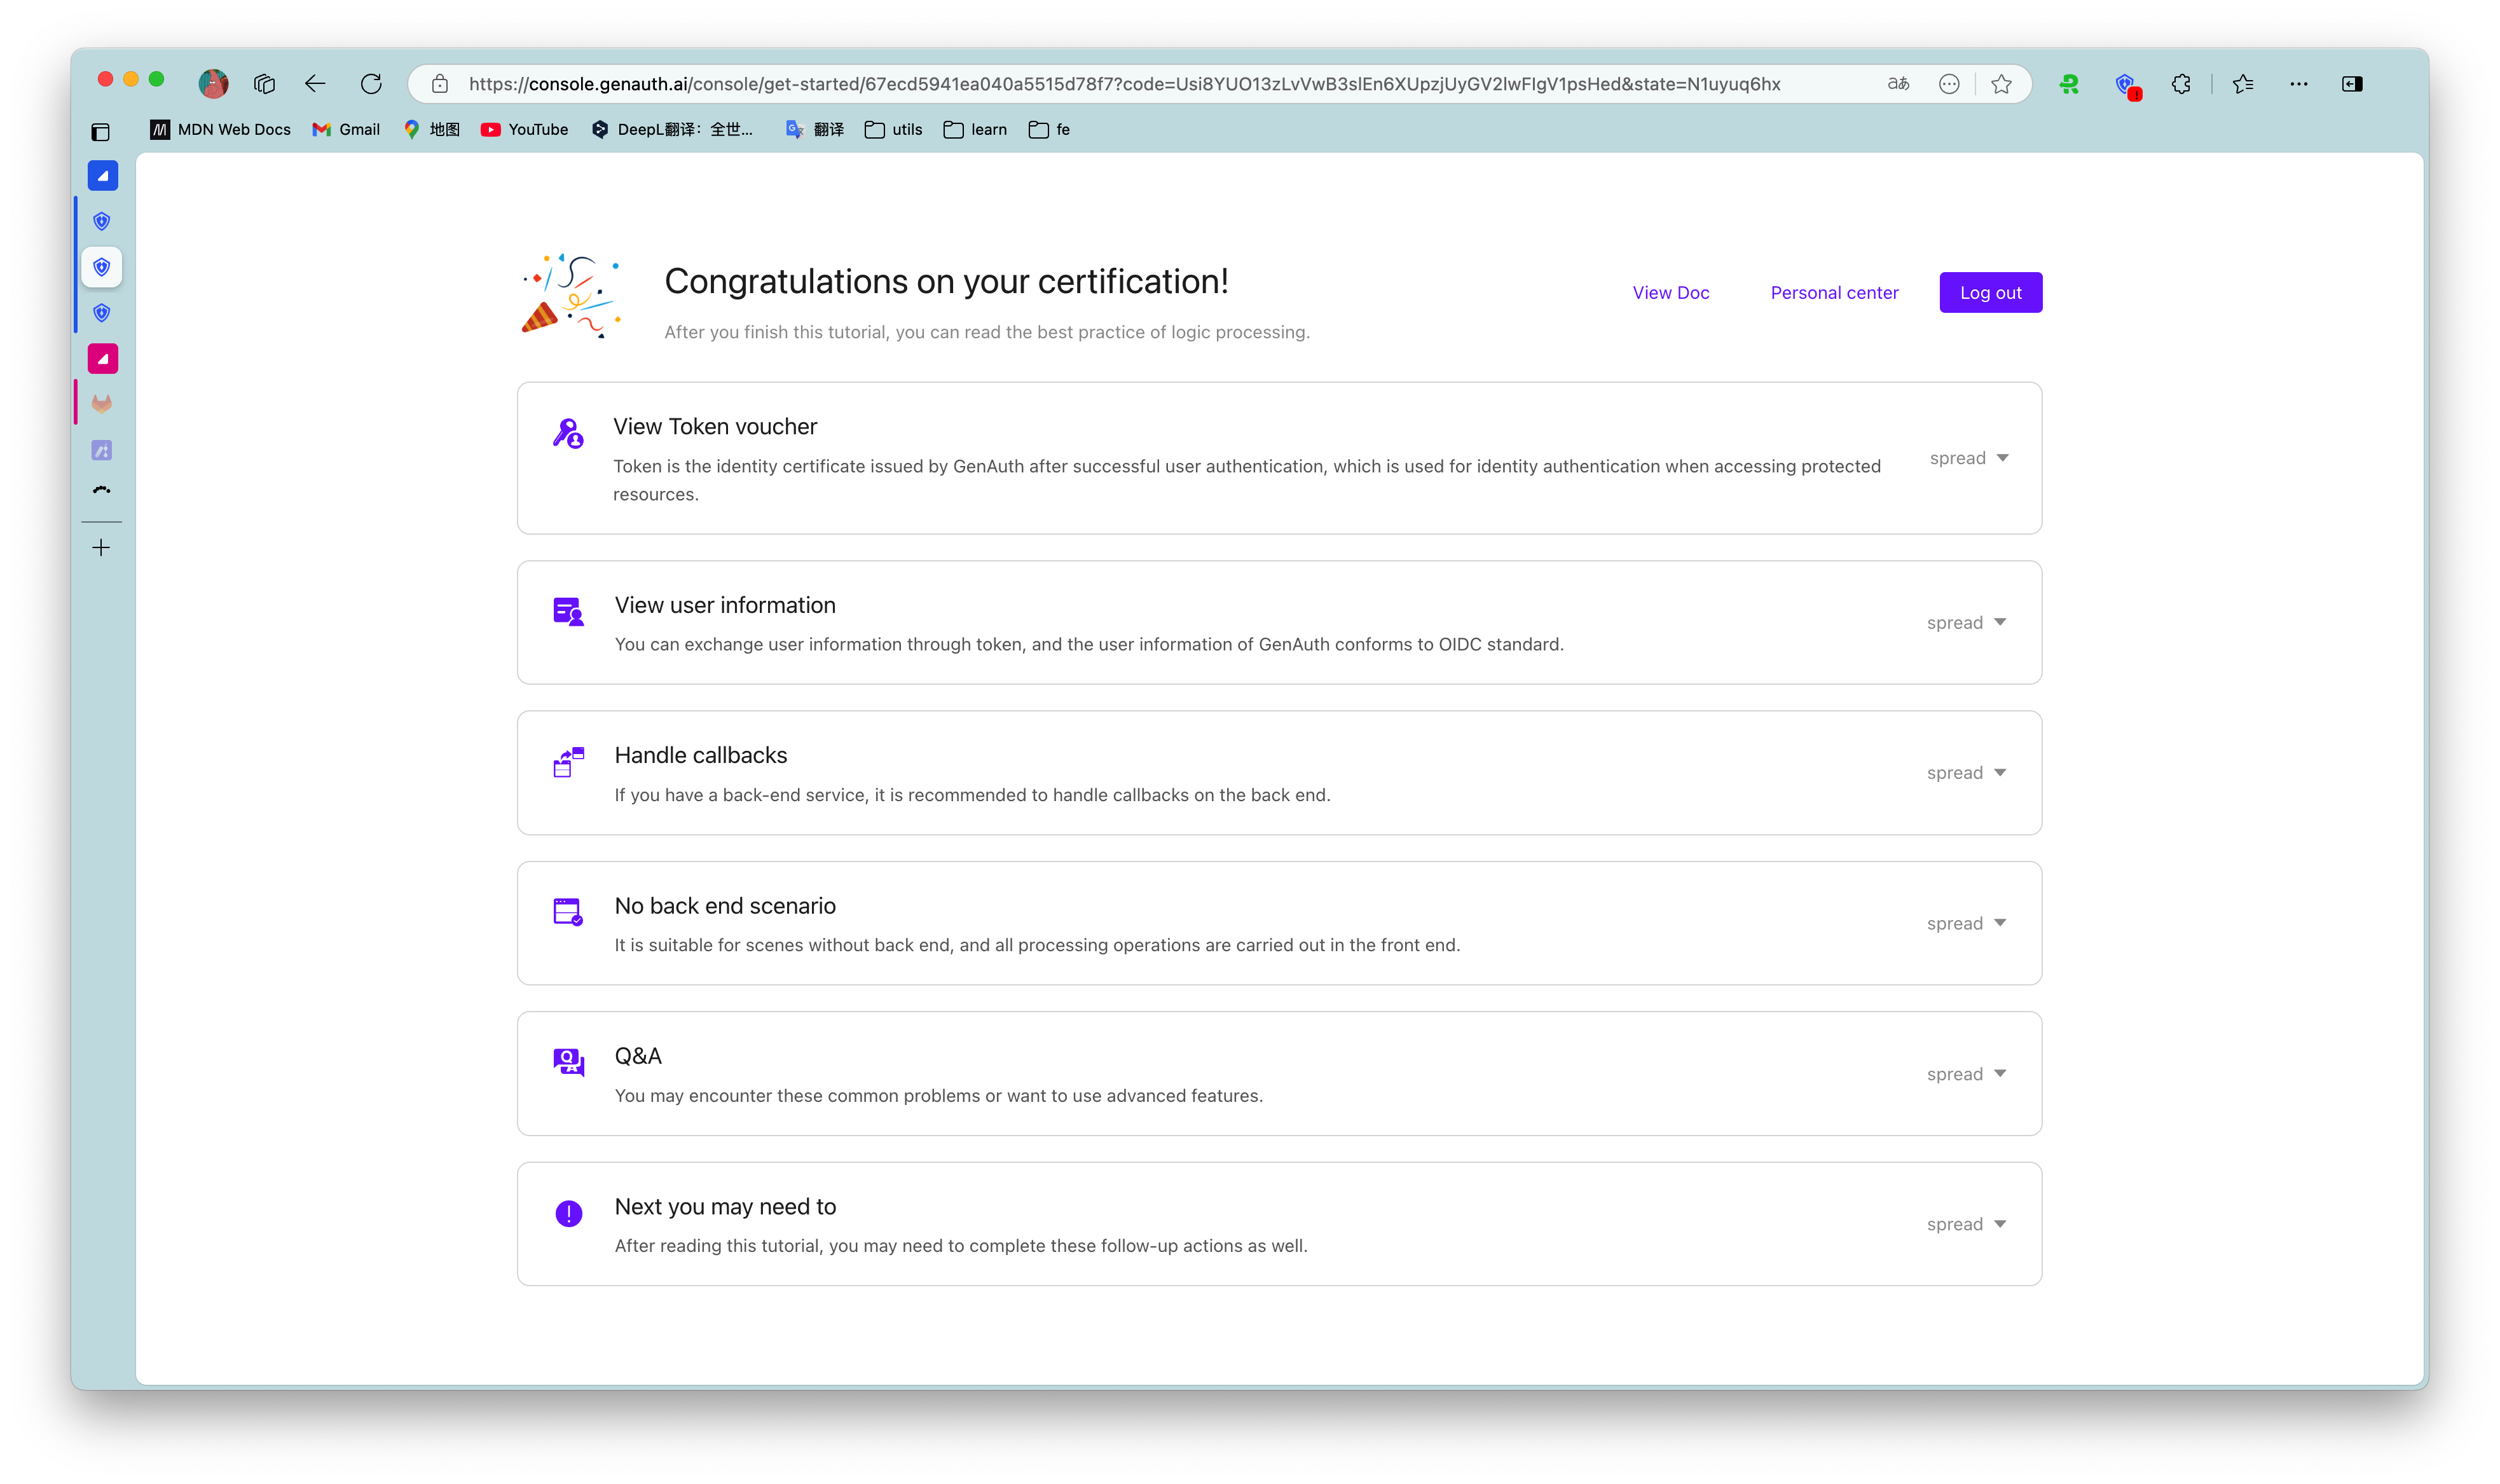 https://console.genauth.ai/console/get-started/67ecd5941ea040a5515d78f7?code=Usi8YUO13zLvVwB3slEn6XUpzjUyGV2lwFIgV1psHed&state=N1uyuq6hx
MDN Web Docs Gmail 地图 YouTube DeepL翻译：全世... 翻译 utils learn fe
Congratulations on your certification!
After you finish this tutorial, you can read the best practice of logic processing.
View Doc Personal center Log out
View Token voucher
Token is the identity certificate issued by GenAuth after successful user authentication, which is used for identity authentication when accessing protected
resources.
spread
View user information
You can exchange user information through token, and the user information of GenAuth conforms to OIDC standard.
spread
Handle callbacks
If you have a back-end service, it is recommended to handle callbacks on the back end.
spread
No back end scenario
It is suitable for scenes without back end, and all processing operations are carried out in the front end.
spread
Q&A
You may encounter these common problems or want to use advanced features.
spread
Next you may need to
After reading this tutorial, you may need to complete these follow-up actions as well.
spread